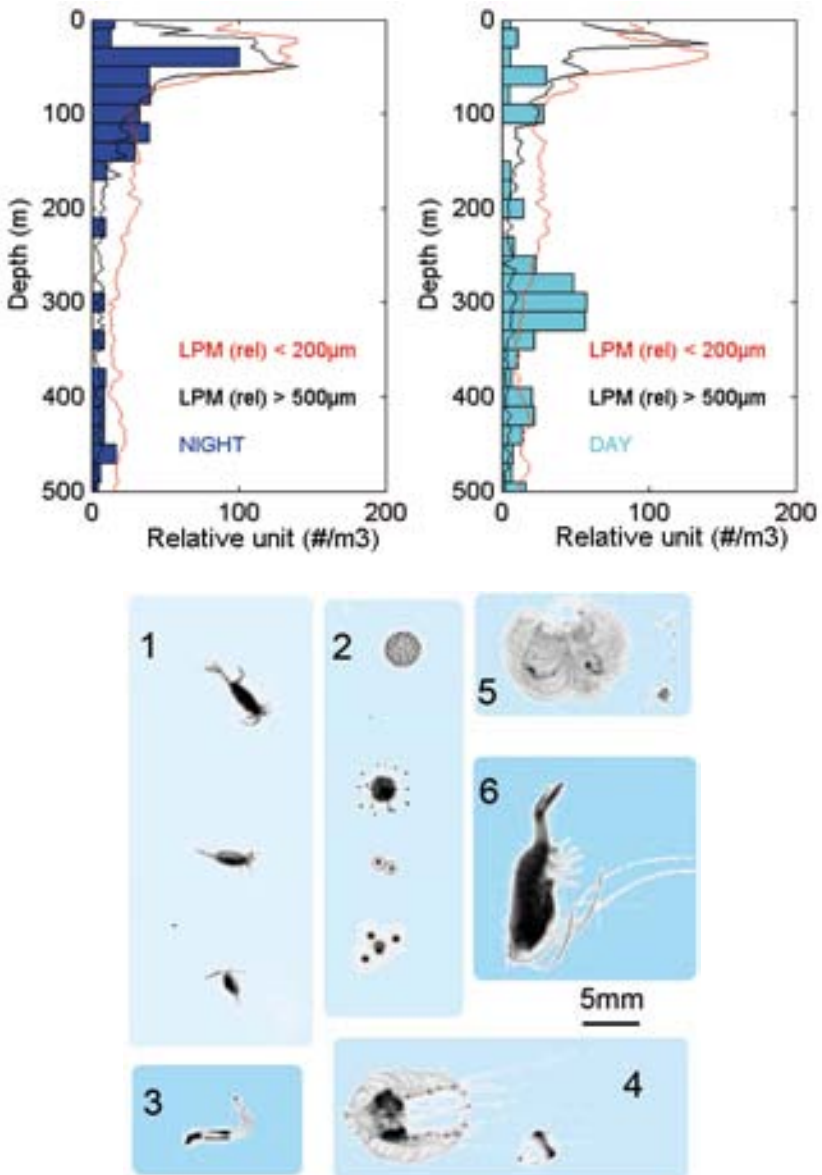 0
100
200
300
400
500
Depth (m)
LPM (rel) < 200µm
LPM (rel) > 500µm
NIGHT
0 100 200
Relative unit (#/m3)
0
100
200
300
400
500
Depth (m)
LPM (rel) < 200µm
LPM (rel) > 500µm
DAY
0 100 200
Relative unit (#/m3)
1
2
5
6
5mm
3
4